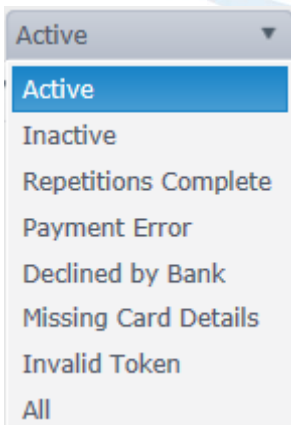 Active
Active
Inactive
Repetitions Complete
Payment Error
Declined by Bank
Missing Card Details
Invalid Token
All